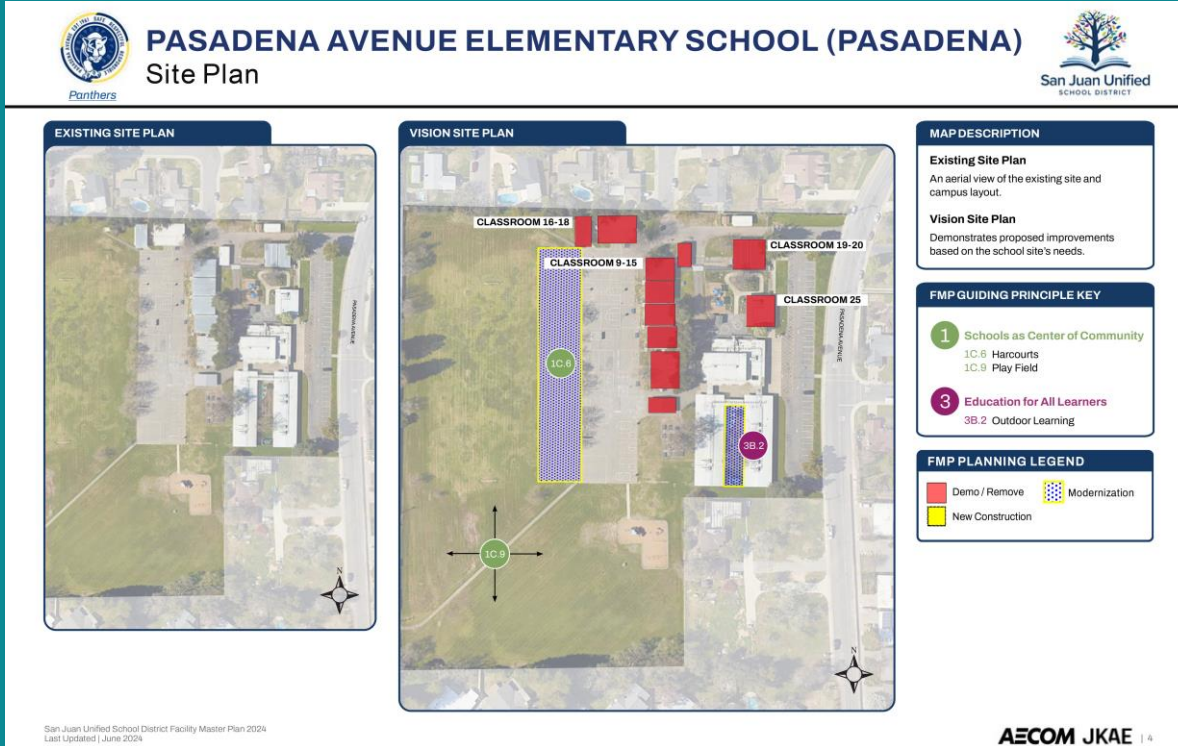 PASADENA AVENUE ELEMENTARY SCHOOL (PASADENA)
Site Plan
Panthers
San Juan Unified
SCHOOL DISTRICT
EXISTING SITE PLAN
PASADENA AVENUE
N
VISION SITE PLAN
CLASSROOM 16-18
CLASSROOM 9-15
CLASSROOM 19-20
CLASSROOM 25
PASADENA AVENUE
1C.6
3B.2
1C.9
N
MAP DESCRIPTION
Existing Site Plan
An aerial view of the existing site and
campus layout.
Vision Site Plan
Demonstrates proposed improvements
based on the school site's needs.
FMP GUIDING PRINCIPLE KEY
1 Schools as Center of Community
1C.6 Harcourts
1C.9 Play Field
3 Education for All Learners
3B.2 Outdoor Learning
FMP PLANNING LEGEND
Demo / Remove
Modernization
New Construction
San Juan Unified School District Facility Master Plan 2024
Last Updated | June 2024
AECOM JKAE | 4